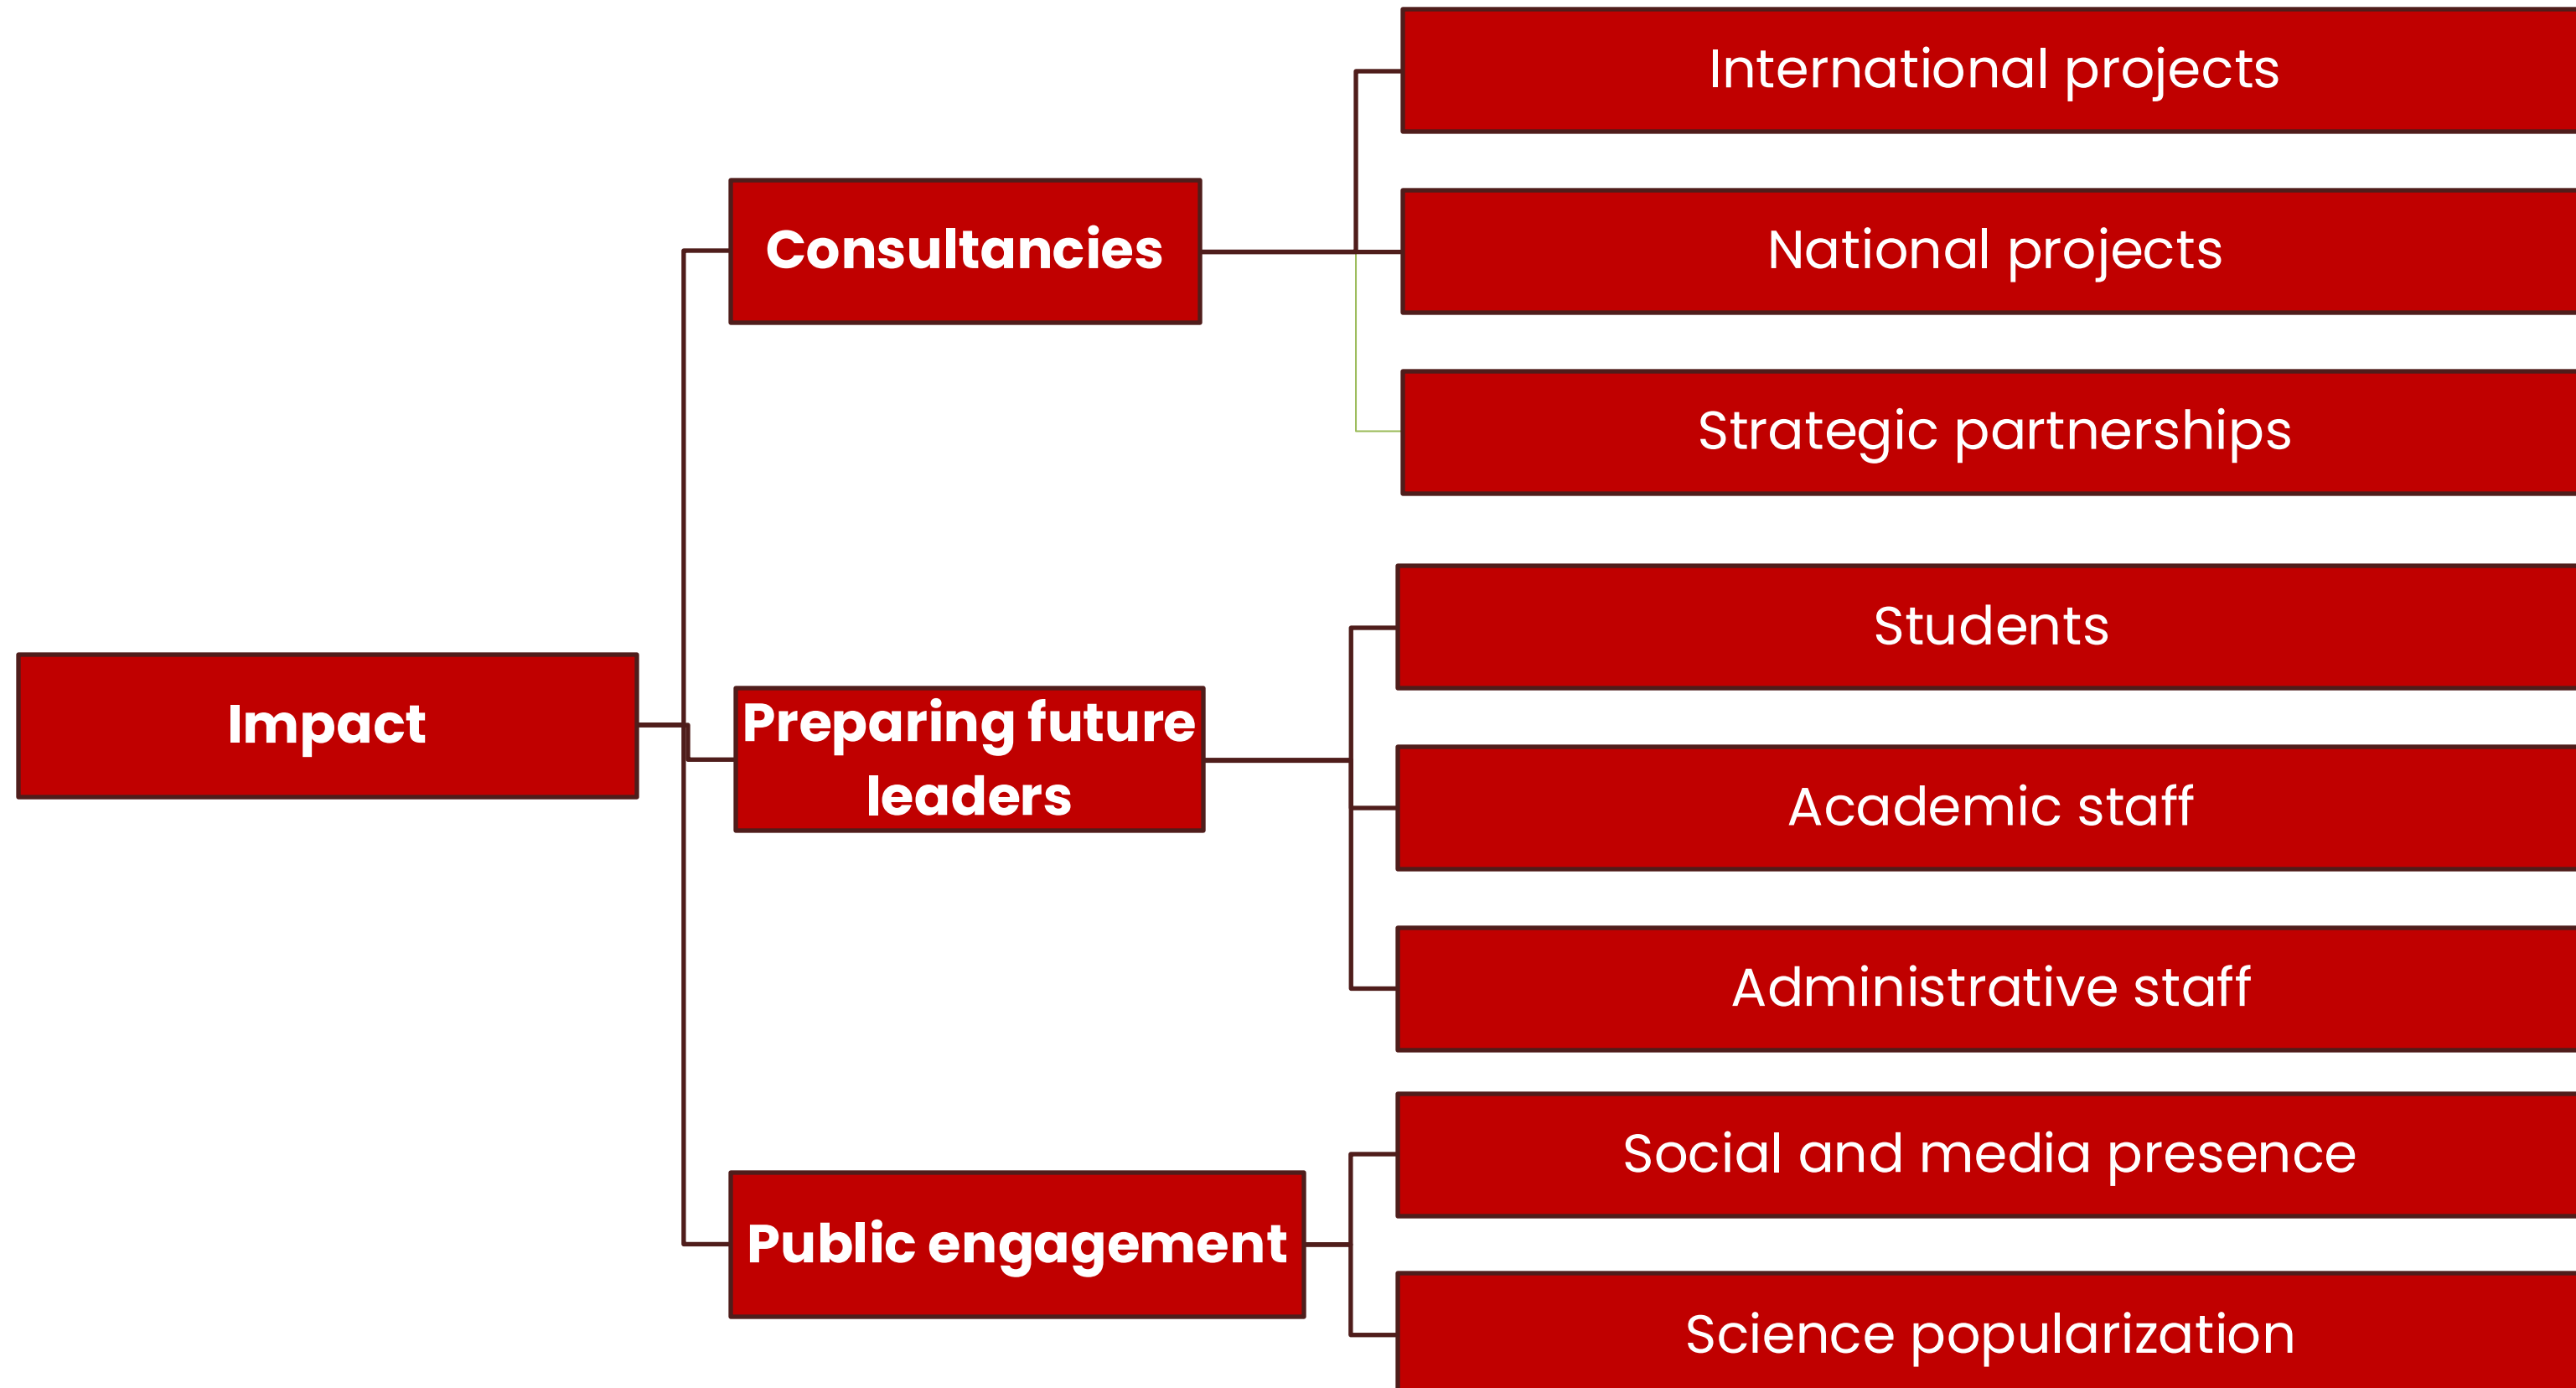 Impact
Consultancies
International projects
National projects
Strategic partnerships
Preparing future
leaders
Students
Academic staff
Administrative staff
Public engagement
Social and media presence
Science popularization